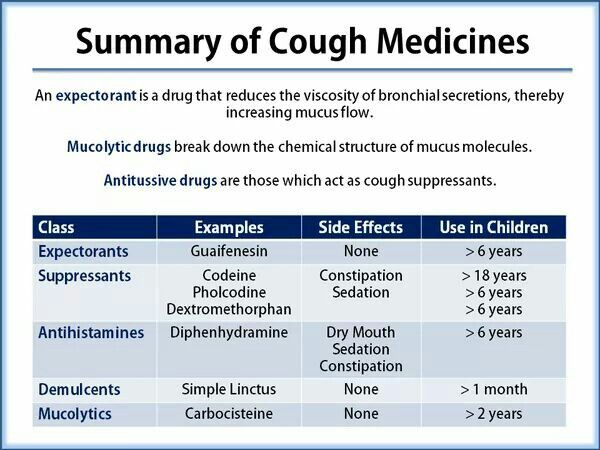 Summary of Cough Medicines
An expectorant is a drug that reduces the viscosity of bronchial secretions, thereby
increasing mucus flow.
Mucolytic drugs break down the chemical structure of mucus molecules.
Antitussive drugs are those which act as cough suppressants.
Class Examples Side Effects Use in Children
Expectorants Guaifenesin None > 6 years
Suppressants Codeine Constipation > 18 years
Pholcodine Sedation > 6 years
Dextromethorphan > 6 years
Antihistamines Diphenhydramine Dry Mouth > 6 years
Sedation
Constipation
Demulcents Simple Linctus None > 1 month
Mucolytics Carbocisteine None > 2 years